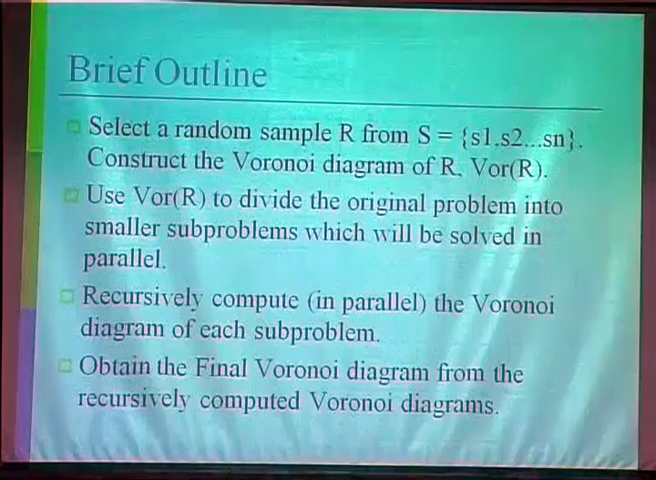 Brief Outline
Select a random sample R from S = {s1.s2...sn}.
Construct the Voronoi diagram of R, Vor(R).
Use Vor(R) to divide the original problem into
smaller subproblems which will be solved in
parallel.
Recursively compute (in parallel) the Voronoi
diagram of each subproblem.
Obtain the Final Voronoi diagram from the
recursively computed Voronoi diagrams.